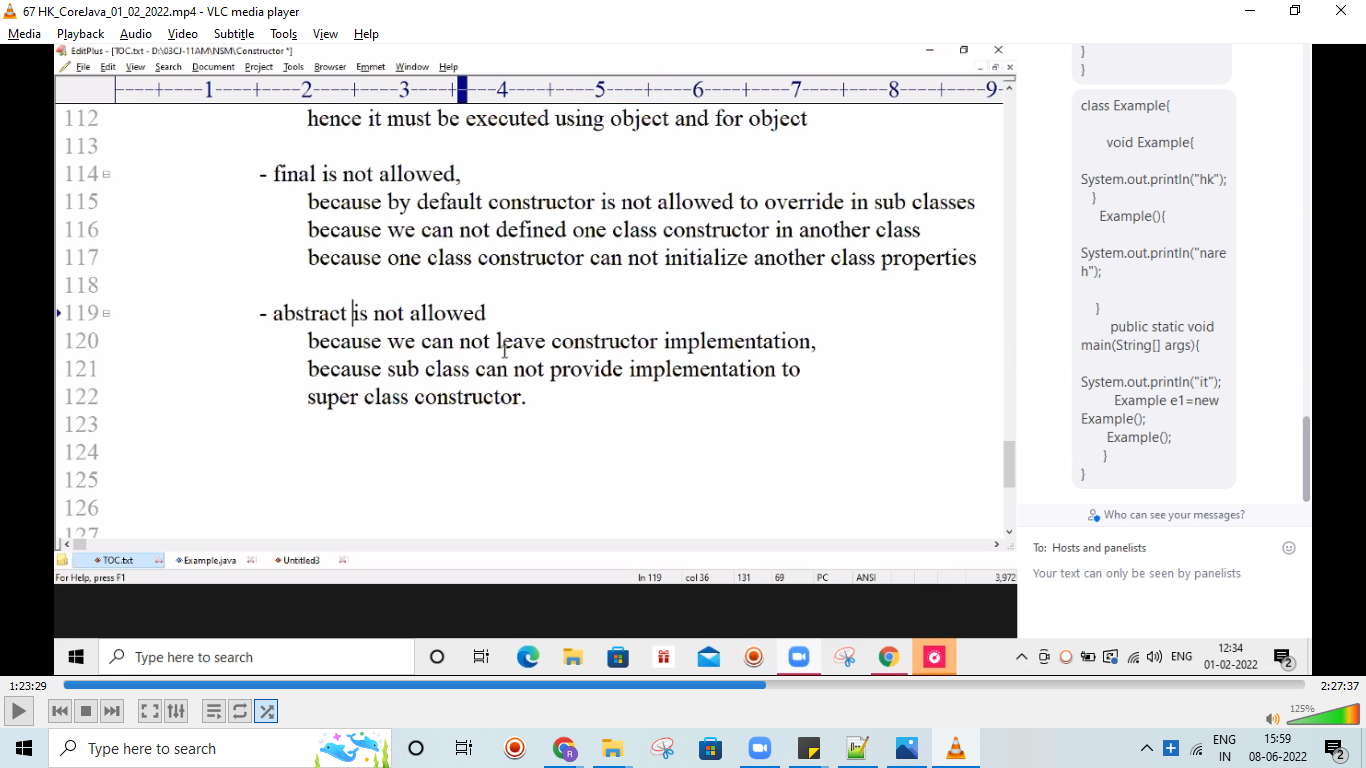 67 HK_CoreJava_01_02_2022.mp4 - VLC media player
Media Playback Audio Video Subtitle Tools View Help
EditPlus - [TOC.txt - D:\03CJ-11AM\NSM\Constructor *]
File Edit View Search Document Project Tools Browser Emmet Window Help
----+----1----+----2----+----3----+----4----+----5----+----6----+----7----+----8----+----9-
112 hence it must be executed using object and for object
113
114 - final is not allowed,
115 because by default constructor is not allowed to override in sub classes
116 because we can not defined one class constructor in another class
117 because one class constructor can not initialize another class properties
118
119 - abstract is not allowed
120 because we can not leave constructor implementation,
121 because sub class can not provide implementation to
122 super class constructor.
123
124
125
126
127
TOC.txt Example.java Untitled3
For Help, press F1 ln 119 col 36 131 69 PC ANSI 3,972
}
}
class Example{
void Example{
System.out.println("hk");
}
Example(){
System.out.println("nare
h");
}
public static void
main(String[] args){
System.out.println("it");
Example e1=new
Example();
Example();
}
}
Who can see your messages?
To: Hosts and panelists
Your text can only be seen by panelists
Type here to search
ENG
12:34
01-02-2022
2
1:23:29
2:27:37
125%
Type here to search
ENG
IN
15:59
08-06-2022
2